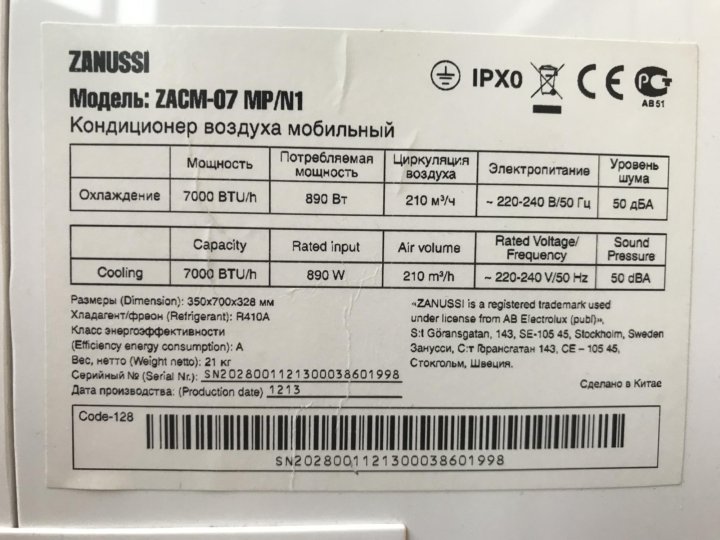 ZANUSSI
Модель: ZACM-07 MP/N1
Кондиционер воздуха мобильный
IPX0 CE РСТ
АВ51
Мощность Потребляемая мощность Циркуляция воздуха Электропитание Уровень шума
Охлаждение 7000 BTU/h 890 Вт 210 м³/ч ~ 220-240 В/50 Гц 50 дБА
Capacity Rated input Air volume Rated Voltage/ Frequency Sound Pressure
Cooling 7000 BTU/h 890 W 210 m³/h ~ 220-240 V/50 Hz 50 dBA
Размеры (Dimension): 350x700x328 мм
Хладагент/фреон (Refrigerant): R410A
Класс энергоэффективности
(Efficiency energy consumption): A
Вес, нетто (Weight netto): 21 кг
Серийный № (Serial Nr.): SN2028001121300038601998
Дата производства: (Production date) 1213
«ZANUSSI is a registered trademark used
under license from AB Electrolux (publ)».
S:t Göransgatan, 143, SE-105 45, Stockholm, Sweden
Занусси, С:т Горансгатан 143, СЕ – 105 45,
Стокгольм, Швеция.
Сделано в Китае
Code-128
SN2028001121300038601998